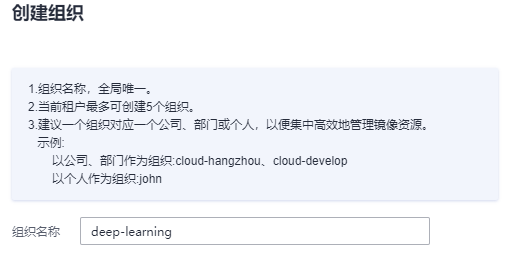 创建组织
1.组织名称，全局唯一。
2.当前租户最多可创建5个组织。
3.建议一个组织对应一个公司、部门或个人，以便集中高效地管理镜像资源。
示例:
以公司、部门作为组织:cloud-hangzhou、cloud-develop
以个人作为组织:john
组织名称 deep-learning